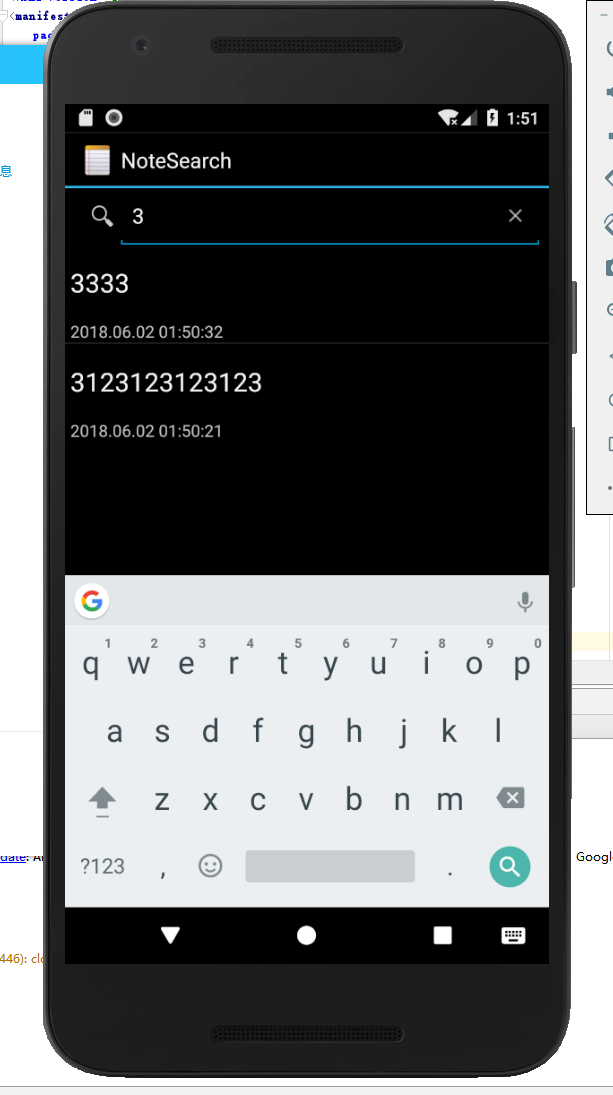 <manifest
pac
息
1:51
NoteSearch
3
3333
2018.06.02 01:50:32
3123123123123
2018.06.02 01:50:21
G
1 2 3 4 5 6 7 8 9 0
q w e r t y u i o p
a s d f g h j k l
z x c v b n m
?123 , .
date: A
Googl
446): cl